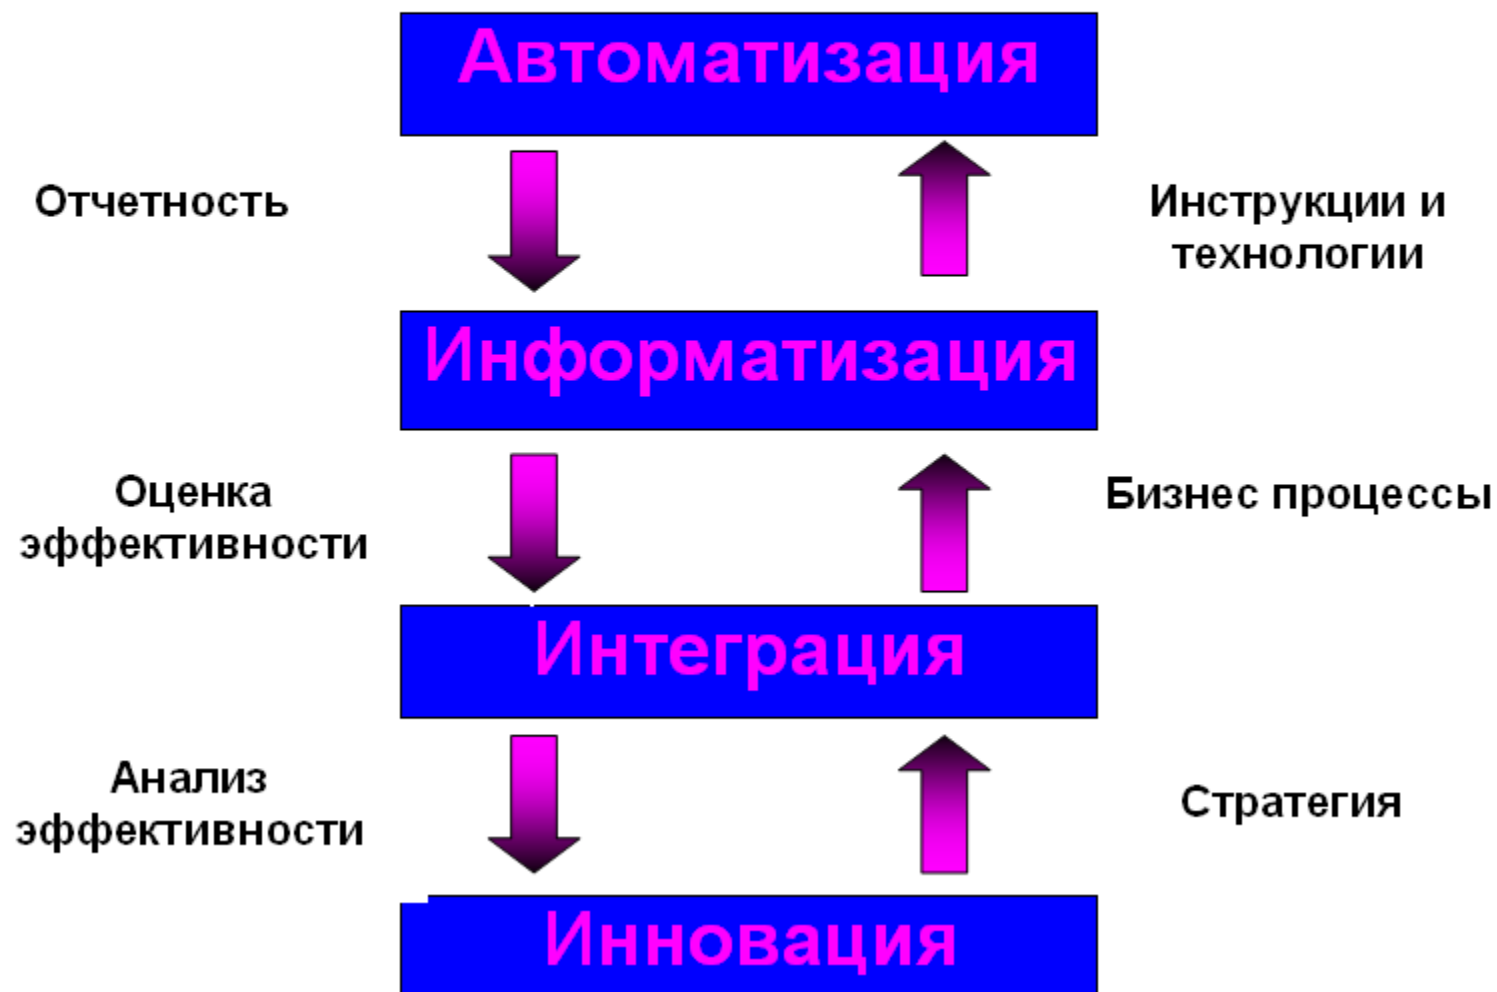 Автоматизация
Отчетность
Инструкции и
технологии
Информатизация
Оценка
эффективности
Бизнес процессы
Интеграция
Анализ
эффективности
Стратегия
Инновация